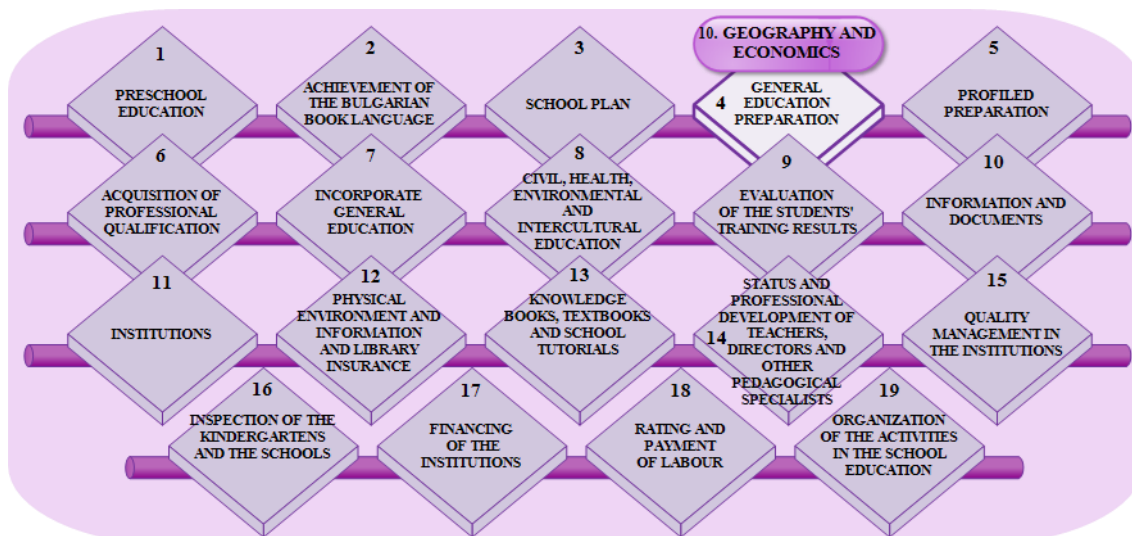 10. GEOGRAPHY AND
ECONOMICS
1
PRESCHOOL
EDUCATION
2
ACHIEVEMENT OF
THE BULGARIAN
BOOK LANGUAGE
3
SCHOOL PLAN
4
GENERAL
EDUCATION
PREPARATION
5
PROFILED
PREPARATION
6
ACQUISITION OF
PROFESSIONAL
QUALIFICATION
7
INCORPORATE
GENERAL
EDUCATION
8
CIVIL, HEALTH,
ENVIRONMENTAL
AND
INTERCULTURAL
EDUCATION
9
EVALUATION
OF THE STUDENTS'
TRAINING RESULTS
10
INFORMATION AND
DOCUMENTS
11
INSTITUTIONS
12
PHYSICAL
ENVIRONMENT AND
INFORMATION
AND LIBRARY
INSURANCE
13
KNOWLEDGE
BOOKS, TEXTBOOKS
AND SCHOOL
TUTORIALS
14
STATUS AND
PROFESSIONAL
DEVELOPMENT OF
TEACHERS,
DIRECTORS AND
OTHER
PEDAGOGICAL
SPECIALISTS
15
QUALITY
MANAGEMENT IN
THE INSTITUTIONS
16
INSPECTION OF THE
KINDERGARTENS
AND THE SCHOOLS
17
FINANCING
OF THE
INSTITUTIONS
18
RATING AND
PAYMENT
OF LABOUR
19
ORGANIZATION
OF THE ACTIVITIES
IN THE SCHOOL
EDUCATION